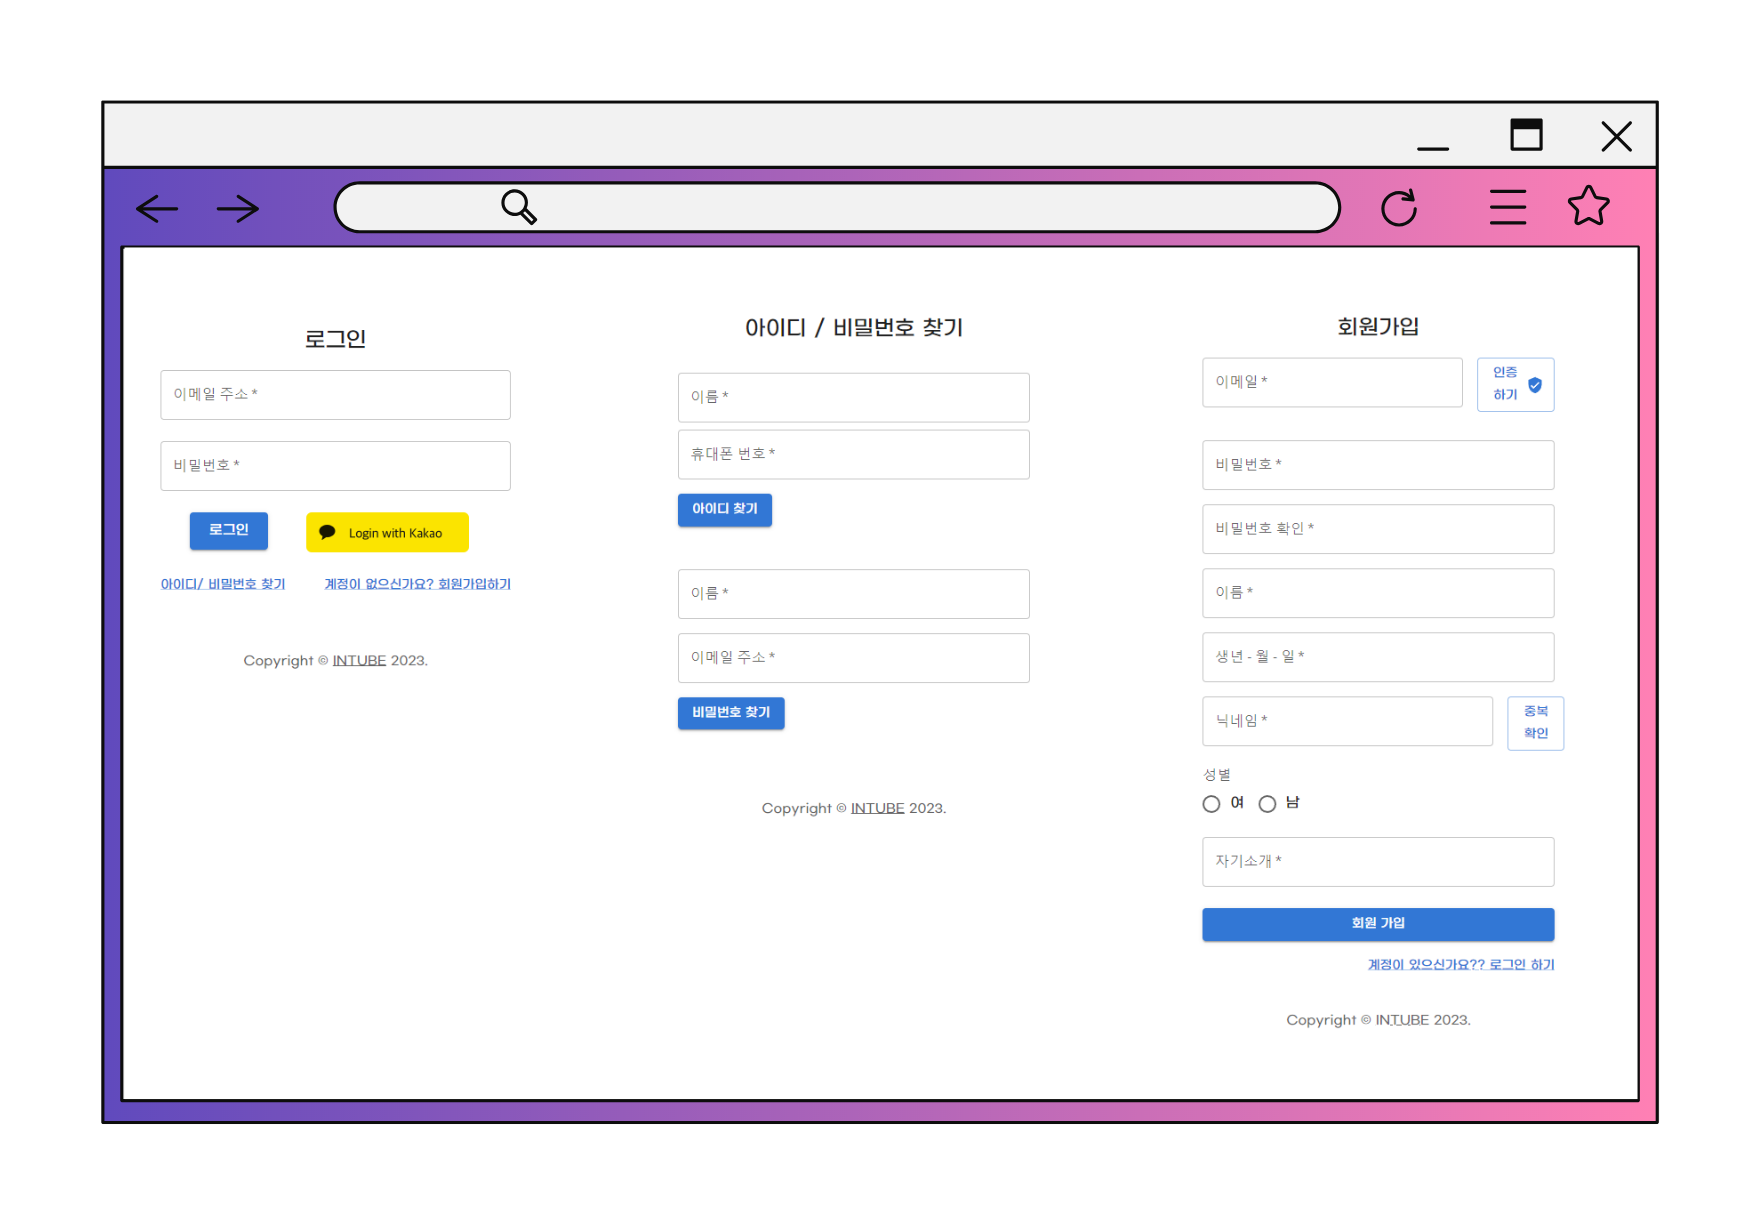 로그인
이메일 주소 *
비밀번호 *
로그인
Login with Kakao
아이디/ 비밀번호 찾기
계정이 없으신가요? 회원가입하기
Copyright © INTUBE 2023.
아이디 / 비밀번호 찾기
이름 *
휴대폰 번호 *
아이디 찾기
이름 *
이메일 주소 *
비밀번호 찾기
Copyright © INTUBE 2023.
회원가입
이메일 *
인증
하기
비밀번호 *
비밀번호 확인 *
이름 *
생년 - 월 - 일 *
닉네임 *
중복
확인
성별
여 남
자기소개 *
회원 가입
계정이 있으신가요?? 로그인 하기
Copyright © INTUBE 2023.